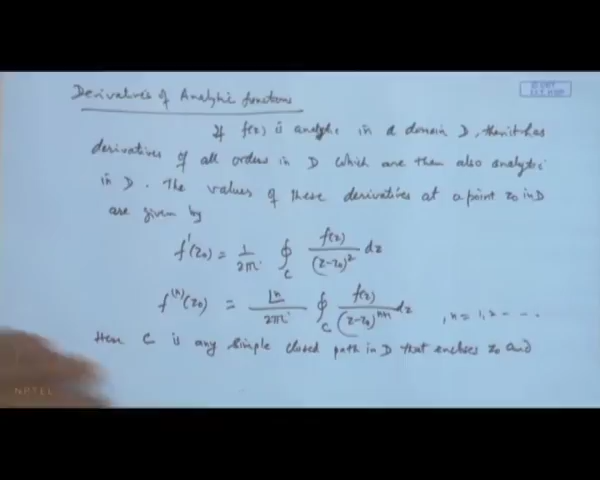 Derivatives of Analytic functions
If f(z) is analytic in a domain D, then it has
derivatives of all orders in D which are then also analytic
in D. The values of these derivatives at a point z₀ in D
are given by
f'(z₀) = 1/2πi ∮_C f(z)/(z-z₀)² dz
f⁽ⁿ⁾(z₀) = ⌊n/2πi ∮_C f(z)/(z-z₀)ⁿ⁺¹ dz , n = 1, 2 - - - .
Here C is any simple closed path in D that encloses z₀ and
NPTEL